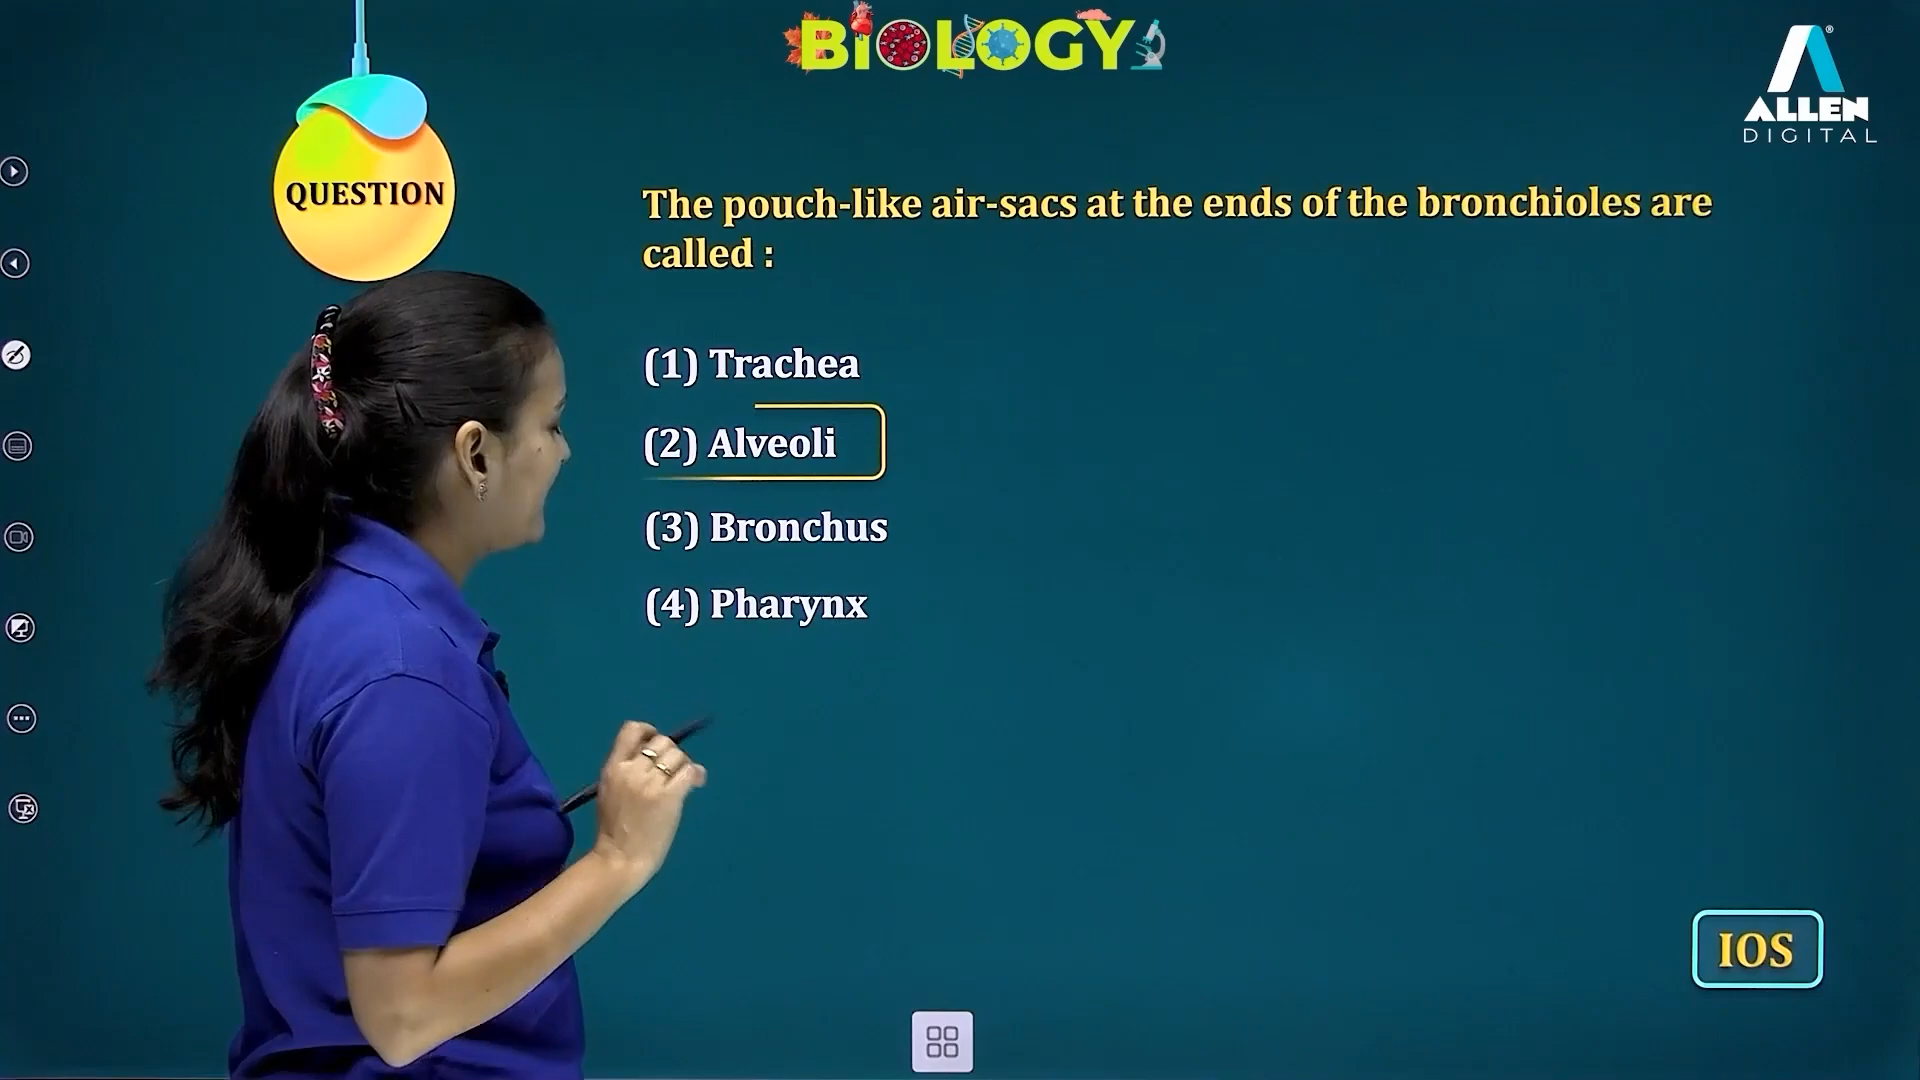 BIOLOGY
ALLEN
DIGITAL
QUESTION
The pouch-like air-sacs at the ends of the bronchioles are
called :
(1) Trachea
(2) Alveoli
(3) Bronchus
(4) Pharynx
IOS